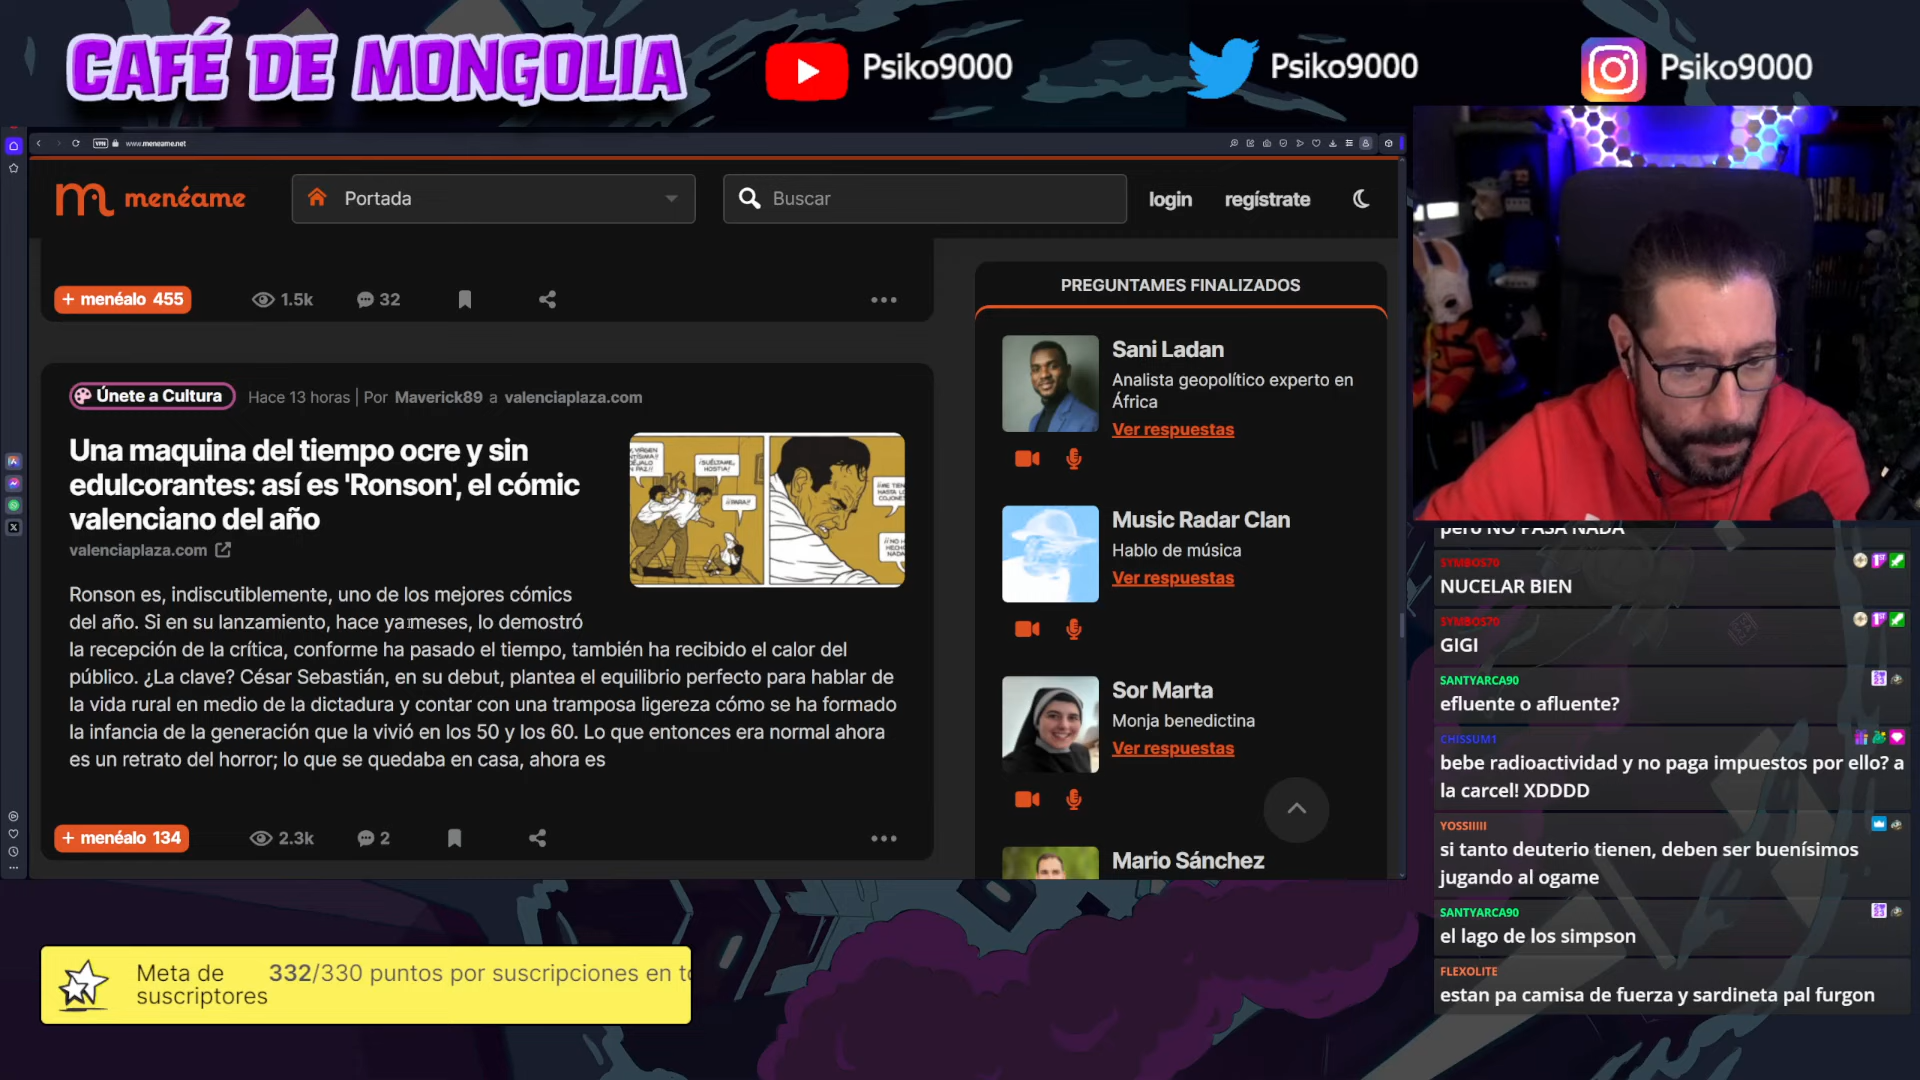 CAFÉ DE MONGOLIA
Psiko9000
Psiko9000
Psiko9000
VPN
www.meneame.net
menéame
Portada
Buscar
login
regístrate
+ menéalo 455
1.5k
32
Únete a Cultura
Hace 13 horas | Por Maverick89 a valenciaplaza.com
Una maquina del tiempo ocre y sin
edulcorantes: así es 'Ronson', el cómic
valenciano del año
valenciaplaza.com
¡SUÉLTAME,
HOSTIA!
¡¡PARA!!
Ronson es, indiscutiblemente, uno de los mejores cómics
del año. Si en su lanzamiento, hace ya meses, lo demostró
la recepción de la crítica, conforme ha pasado el tiempo, también ha recibido el calor del
público. ¿La clave? César Sebastián, en su debut, plantea el equilibrio perfecto para hablar de
la vida rural en medio de la dictadura y contar con una tramposa ligereza cómo se ha formado
la infancia de la generación que la vivió en los 50 y los 60. Lo que entonces era normal ahora
es un retrato del horror; lo que se quedaba en casa, ahora es
+ menéalo 134
2.3k
2
PREGUNTAMES FINALIZADOS
Sani Ladan
Analista geopolítico experto en
África
Ver respuestas
Music Radar Clan
Hablo de música
Ver respuestas
Sor Marta
Monja benedictina
Ver respuestas
Mario Sánchez
pero NO PASA NADA
SYMBOS70
NUCELAR BIEN
SYMBOS70
GIGI
SANTYARCA90
efluente o afluente?
CHISSUM1
bebe radioactividad y no paga impuestos por ello? a
la carcel! XDDDD
YOSSIIIII
si tanto deuterio tienen, deben ser buenísimos
jugando al ogame
SANTYARCA90
el lago de los simpson
FLEXOLITE
estan pa camisa de fuerza y sardineta pal furgon
Meta de
suscriptores
332/330 puntos por suscripciones en